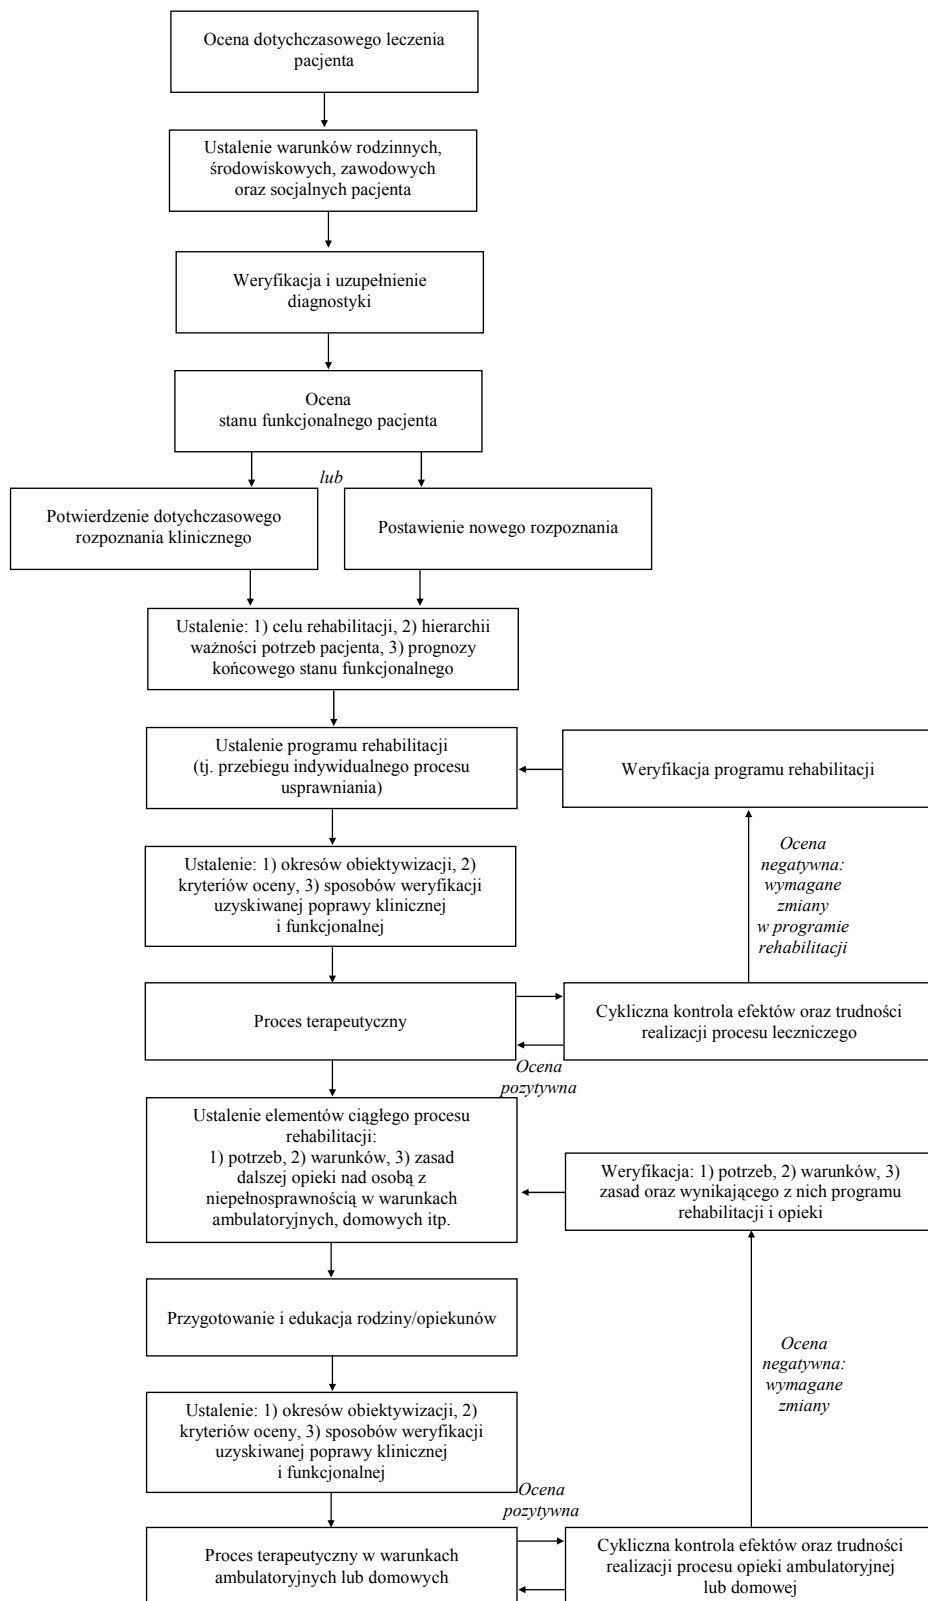 Ocena dotychczasowego leczenia
pacjenta
Ustalenie warunków rodzinnych,
środowiskowych, zawodowych
oraz socjalnych pacjenta
Weryfikacja i uzupełnienie
diagnostyki
Ocena
stanu funkcjonalnego pacjenta
lub
Potwierdzenie dotychczasowego
rozpoznania klinicznego
Postawienie nowego rozpoznania
Ustalenie: 1) celu rehabilitacji, 2) hierarchii
ważności potrzeb pacjenta, 3) prognozy
końcowego stanu funkcjonalnego
Ustalenie programu rehabilitacji
(tj. przebiegu indywidualnego procesu
usprawniania)
Weryfikacja programu rehabilitacji
Ocena
negatywna:
wymagane
zmiany
w programie
rehabilitacji
Ustalenie: 1) okresów obiektywizacji, 2)
kryteriów oceny, 3) sposobów weryfikacji
uzyskiwanej poprawy klinicznej
i funkcjonalnej
Proces terapeutyczny
Cykliczna kontrola efektów oraz trudności
realizacji procesu leczniczego
Ocena
pozytywna
Ustalenie elementów ciągłego procesu
rehabilitacji:
1) potrzeb, 2) warunków, 3) zasad
dalszej opieki nad osobą z
niepełnosprawnością w warunkach
ambulatoryjnych, domowych itp.
Weryfikacja: 1) potrzeb, 2) warunków, 3)
zasad oraz wynikającego z nich programu
rehabilitacji i opieki
Przygotowanie i edukacja rodziny/opiekunów
Ocena
negatywna:
wymagane
zmiany
Ustalenie: 1) okresów obiektywizacji, 2)
kryteriów oceny, 3) sposobów weryfikacji
uzyskiwanej poprawy klinicznej
i funkcjonalnej
Ocena
pozytywna
Proces terapeutyczny w warunkach
ambulatoryjnych lub domowych
Cykliczna kontrola efektów oraz trudności
realizacji procesu opieki ambulatoryjnej
lub domowej